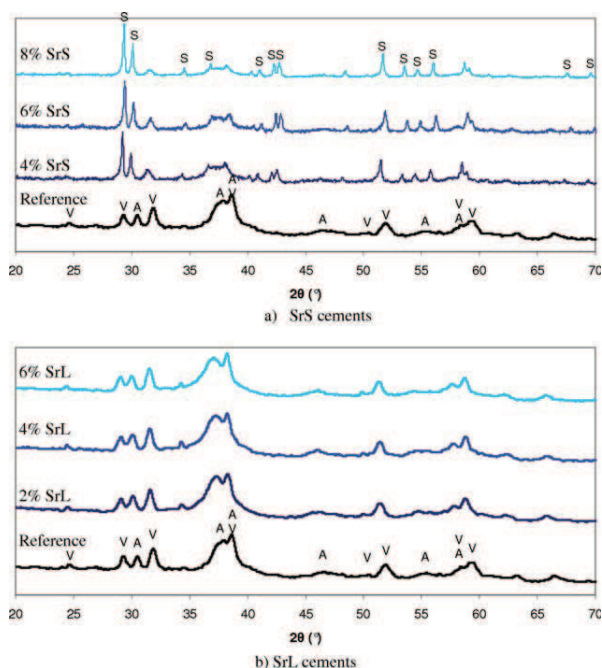 S S S S S SS S S S S S S
8% SrS
6% SrS
4% SrS
Reference
V V A V A A V A V V A V A V
20 25 30 35 40 45 50 55 60 65 70
2θ (°)
a) SrS cements
6% SrL
4% SrL
2% SrL
Reference
V V A V A A V A V V A V A V
20 25 30 35 40 45 50 55 60 65 70
2θ (°)
b) SrL cements